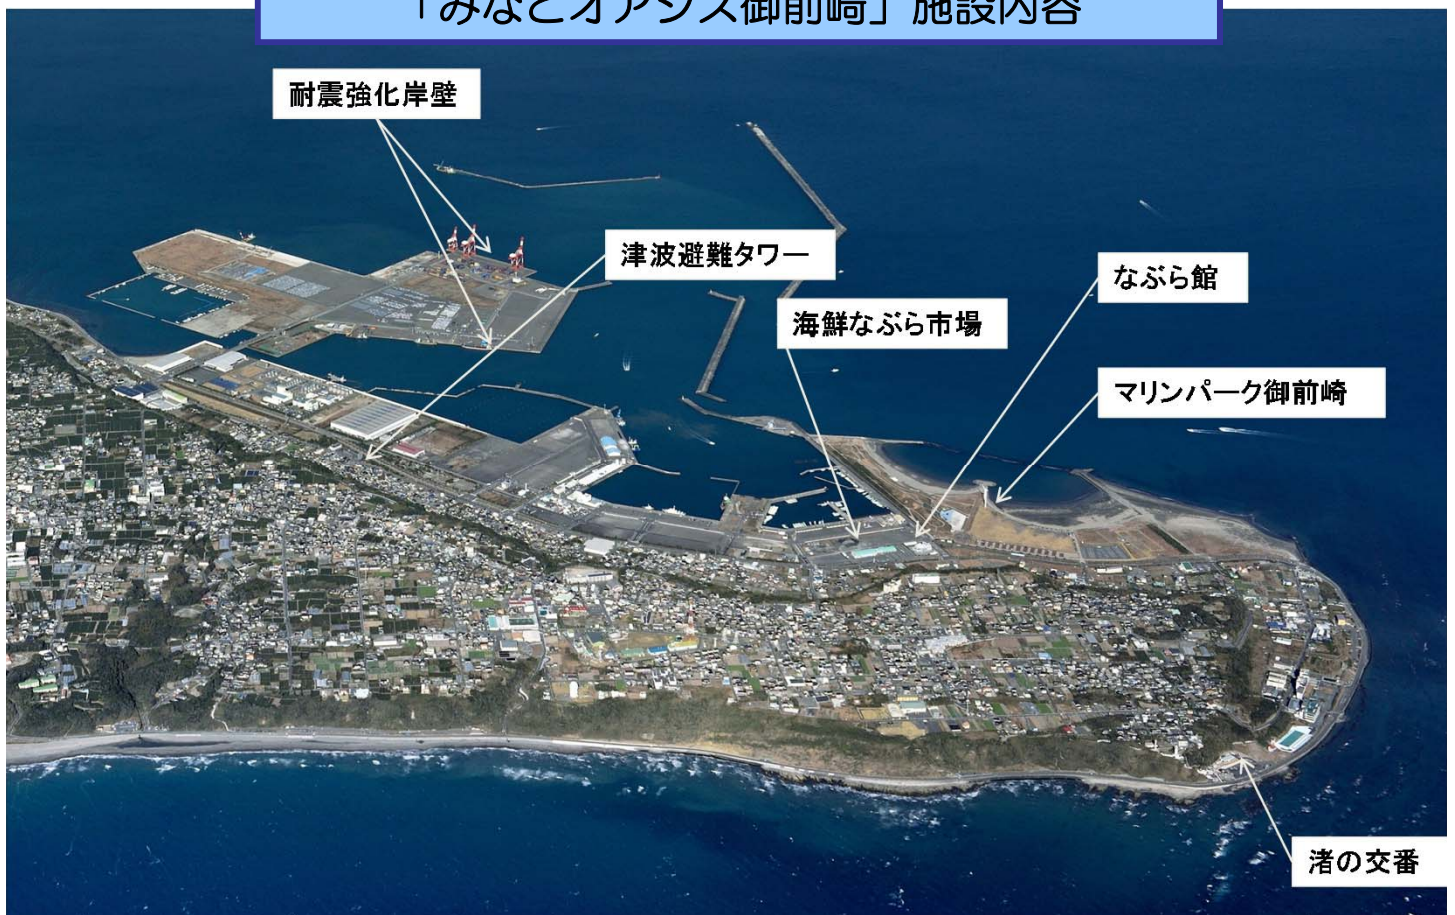 「みなとオアシス御前崎」施設内容
耐震強化岸壁
津波避難タワー
なぶら館
海鮮なぶら市場
マリンパーク御前崎
渚の交番